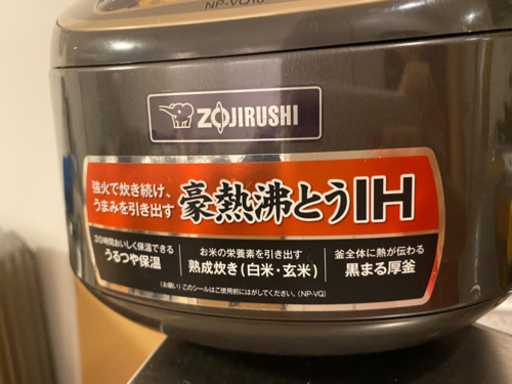 NP-VQ10
ZOJIRUSHI
強火で炊き続け、
うまみを引き出す
豪熱沸とうIH
30時間おいしく保温できる
うるつや保温
お米の栄養素を引き出す
熟成炊き(白米・玄米)
釜全体に熱が伝わる
黒まる厚釜
(お願い)このシールはご使用前にはがしてください。(NP-VQ)